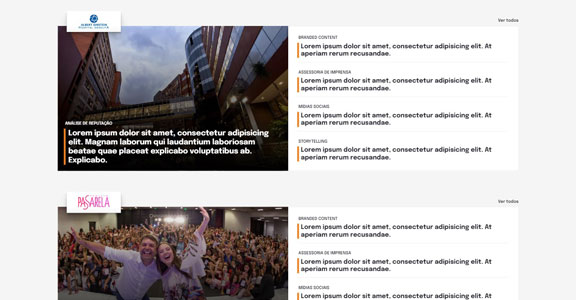 ALBERT EINSTEIN
Ver todos
ANÁLISE DE REPUTAÇÃO
Lorem ipsum dolor sit amet, consectetur adipisicing
elit. Magnam laborum qui laudantium laboriosam
beatae quae placeat explicabo voluptatibus ab.
Explicabo.
BRANDED CONTENT
Lorem ipsum dolor sit amet, consectetur adipisicing elit. At
aperiam rerum recusandae.
ASSESSORIA DE IMPRENSA
Lorem ipsum dolor sit amet, consectetur adipisicing elit. At
aperiam rerum recusandae.
MÍDIAS SOCIAIS
Lorem ipsum dolor sit amet, consectetur adipisicing elit. At
aperiam rerum recusandae.
STORYTELLING
Lorem ipsum dolor sit amet, consectetur adipisicing elit. At
aperiam rerum recusandae.
PASSARELA
Ver todos
BRANDED CONTENT
Lorem ipsum dolor sit amet, consectetur adipisicing elit. At
aperiam rerum recusandae.
ASSESSORIA DE IMPRENSA
Lorem ipsum dolor sit amet, consectetur adipisicing elit. At
aperiam rerum recusandae.
MÍDIAS SOCIAIS
Lorem ipsum dolor sit amet, consectetur adipisicing elit. At